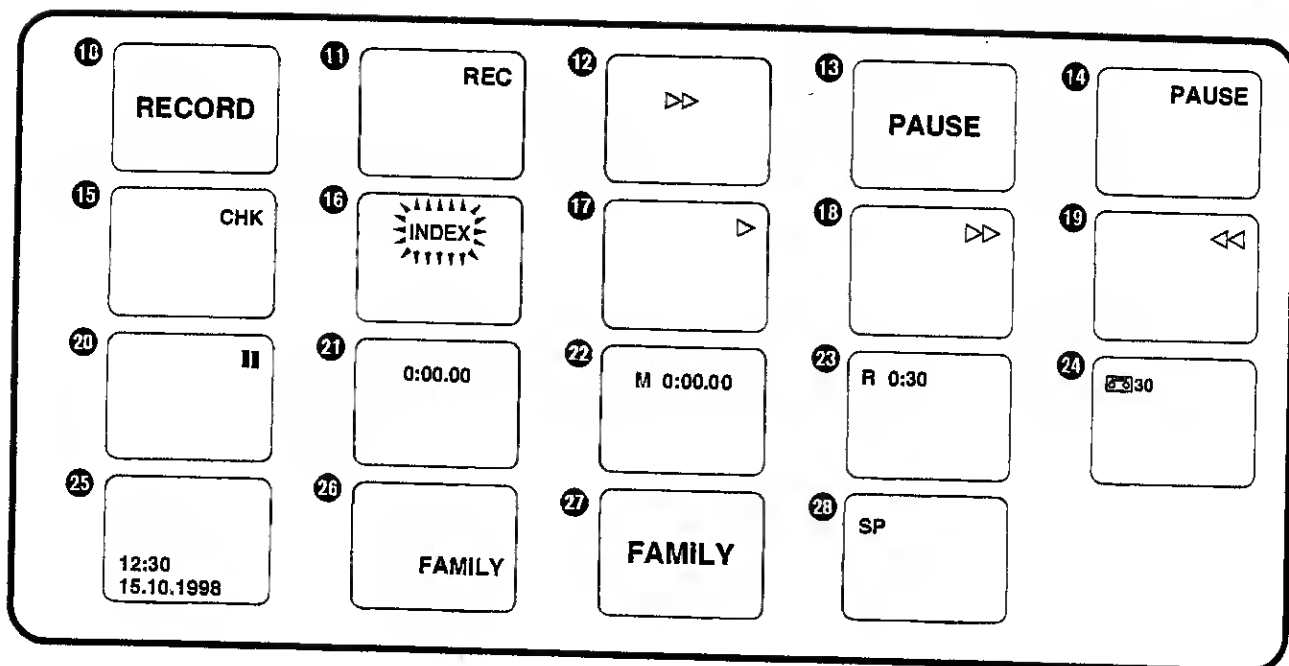 10 RECORD
11 REC
12 ▷▷
13 PAUSE
14 PAUSE
15 CHK
16 INDEX
17 ▷
18 ▷▷
19 ◁◁
20 II
21 0:00.00
22 M 0:00.00
23 R 0:30
24 30
25 12:30
15.10.1998
26 FAMILY
27 FAMILY
28 SP